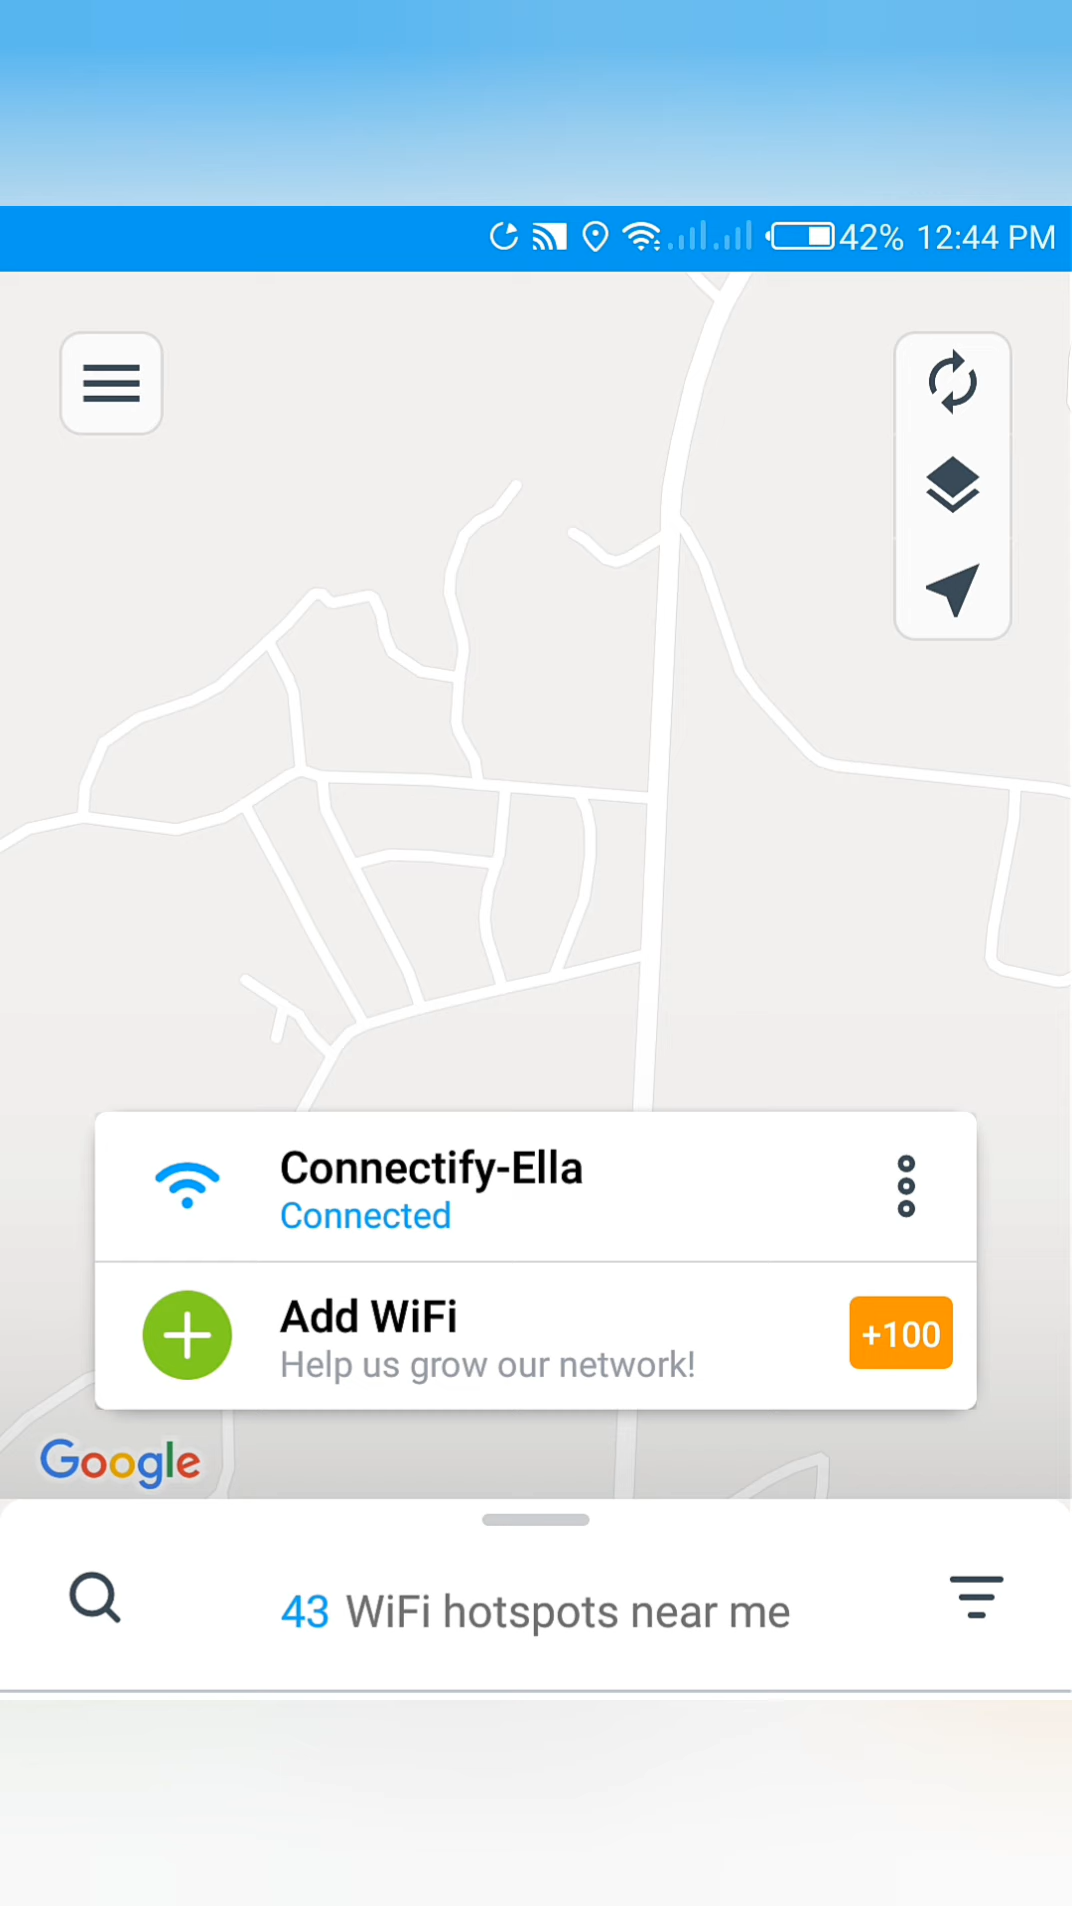 42% 12:44 PM
Connectify-Ella
Connected
Add WiFi
Help us grow our network!
+100
Google
43 WiFi hotspots near me